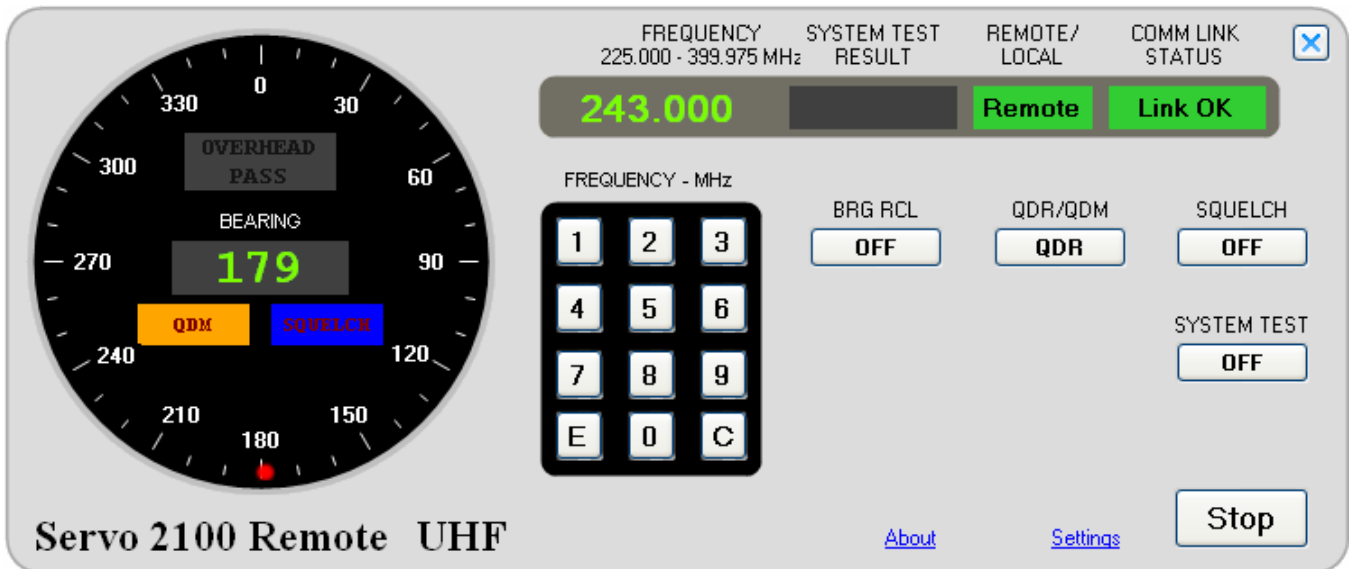 FREQUENCY
225.000 - 399.975 MHz
SYSTEM TEST
RESULT
REMOTE/
LOCAL
COMM LINK
STATUS
243.000
Remote
Link OK
0
30
60
90
120
150
180
210
240
270
300
330
OVERHEAD
PASS
BEARING
179
QDM
SQUELCH
FREQUENCY - MHz
1 2 3
4 5 6
7 8 9
E 0 C
BRG RCL
OFF
QDR/QDM
QDR
SQUELCH
OFF
SYSTEM TEST
OFF
Servo 2100 Remote UHF
About
Settings
Stop